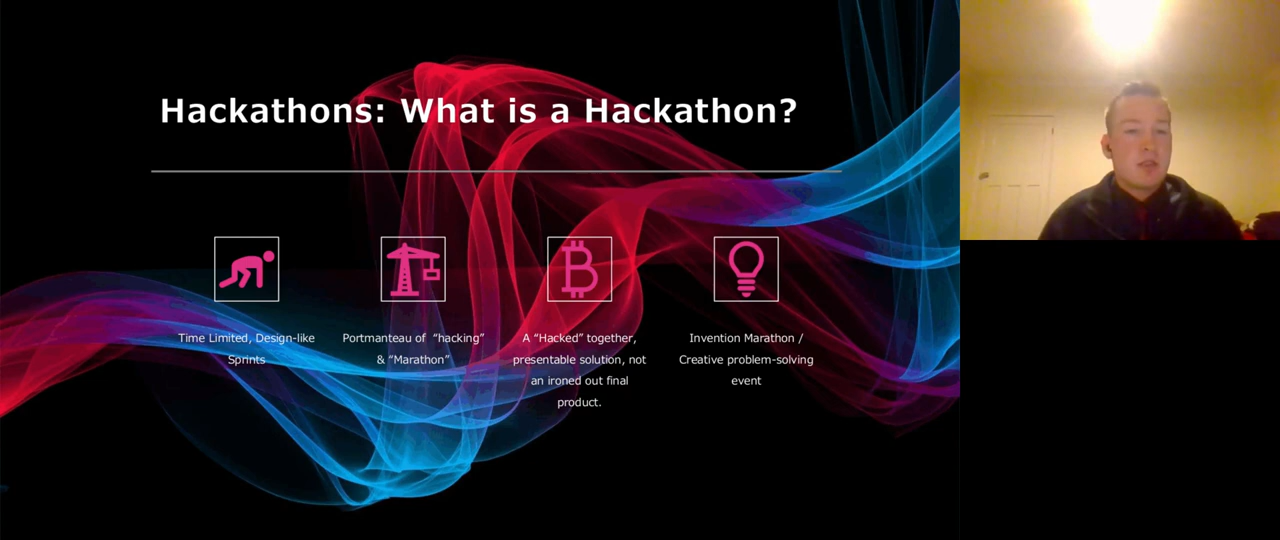 Hackathons: What is a Hackathon?
Time Limited, Design-like
Sprints
Portmanteau of “hacking”
& “Marathon”
A “Hacked” together,
presentable solution, not
an ironed out final
product.
Invention Marathon /
Creative problem-solving
event